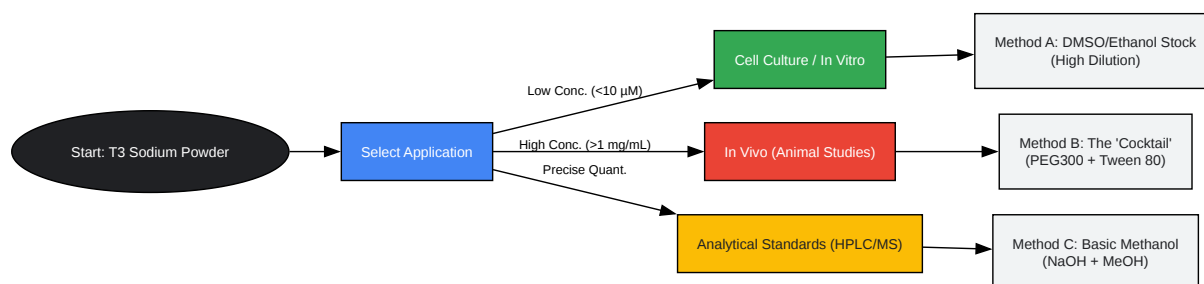 Start: T3 Sodium Powder
Select Application
Low Conc. (<10 µM)
High Conc. (>1 mg/mL)
Precise Quant.
Cell Culture / In Vitro
In Vivo (Animal Studies)
Analytical Standards (HPLC/MS)
Method A: DMSO/Ethanol Stock
(High Dilution)
Method B: The 'Cocktail'
(PEG300 + Tween 80)
Method C: Basic Methanol
(NaOH + MeOH)